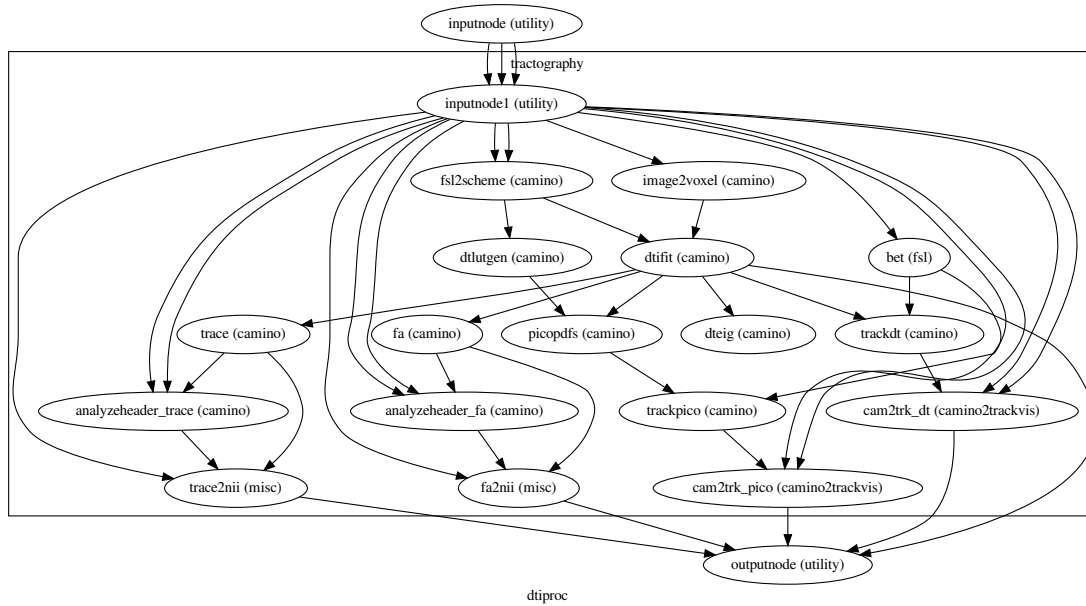 inputnode (utility)
tractography
inputnode1 (utility)
fsl2scheme (camino)
image2voxel (camino)
dtlutgen (camino)
dtifit (camino)
bet (fsl)
trace (camino)
fa (camino)
picopdfs (camino)
dteig (camino)
trackdt (camino)
analyzeheader_trace (camino)
analyzeheader_fa (camino)
trackpico (camino)
cam2trk_dt (camino2trackvis)
trace2nii (misc)
fa2nii (misc)
cam2trk_pico (camino2trackvis)
outputnode (utility)
dtiproc